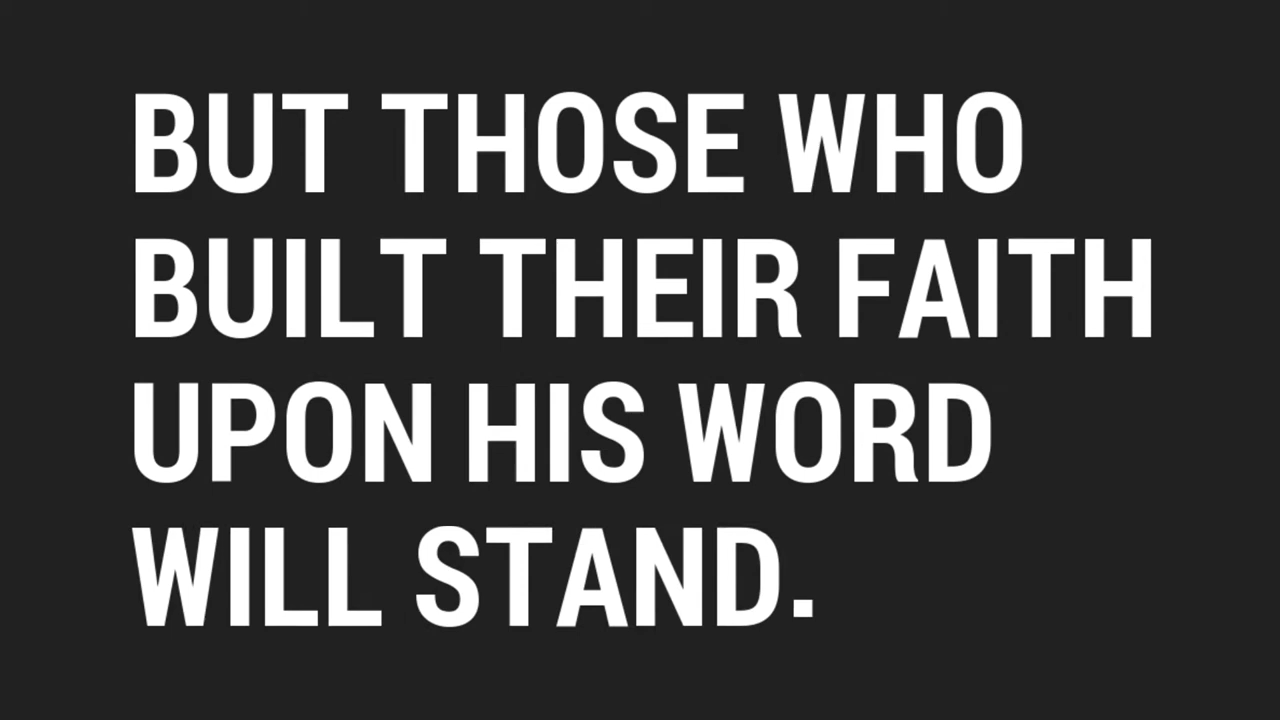 BUT THOSE WHO
BUILT THEIR FAITH
UPON HIS WORD
WILL STAND.